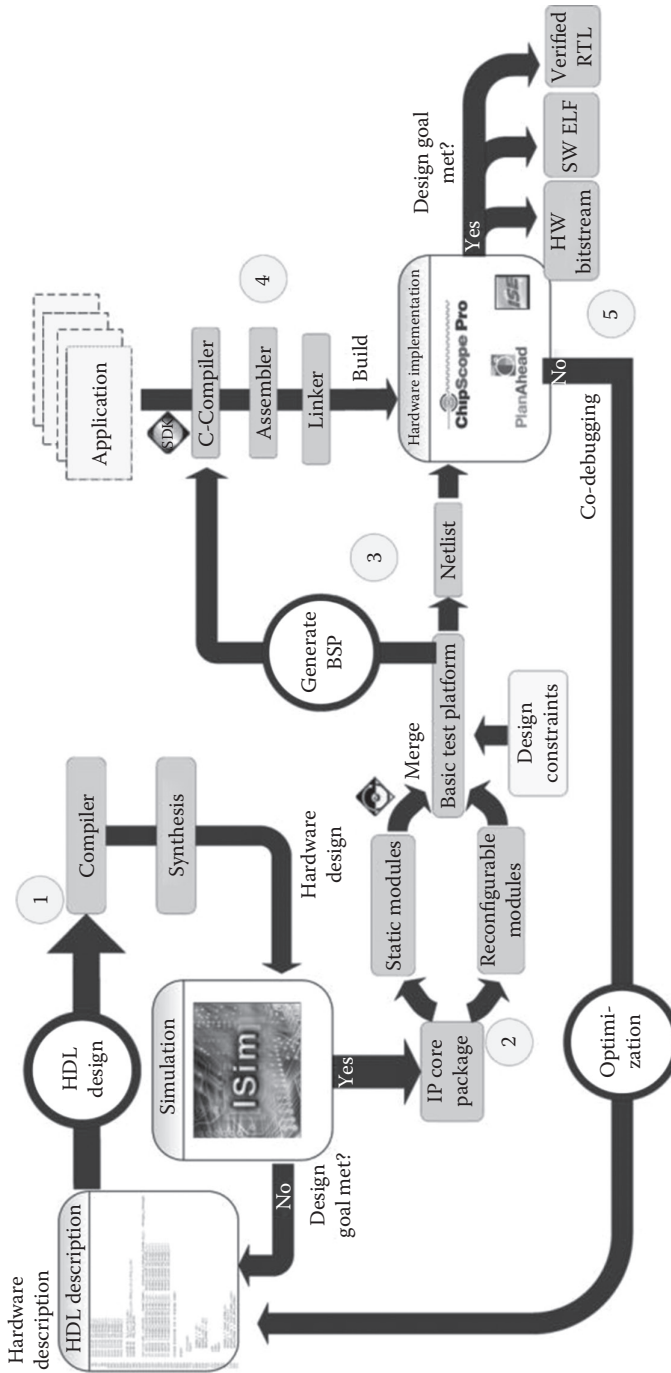 Hardware
description
HDL description
HDL
design
1
Compiler
Synthesis
Hardware
design
Simulation
ISim
No
Design
goal met?
Yes
IP core
package
2
Static modules
Reconfigurable
modules
Merge
Basic test platform
Design
constraints
Generate
BSP
3
Netlist
Application
SDK
C-Compiler
Assembler
Linker
4
Build
Hardware implementation
ChipScope Pro
PlanAhead
ISE
Design goal
met?
Yes
HW
bitstream
SW ELF
Verified
RTL
5
No
Co-debugging
Optimi-
zation